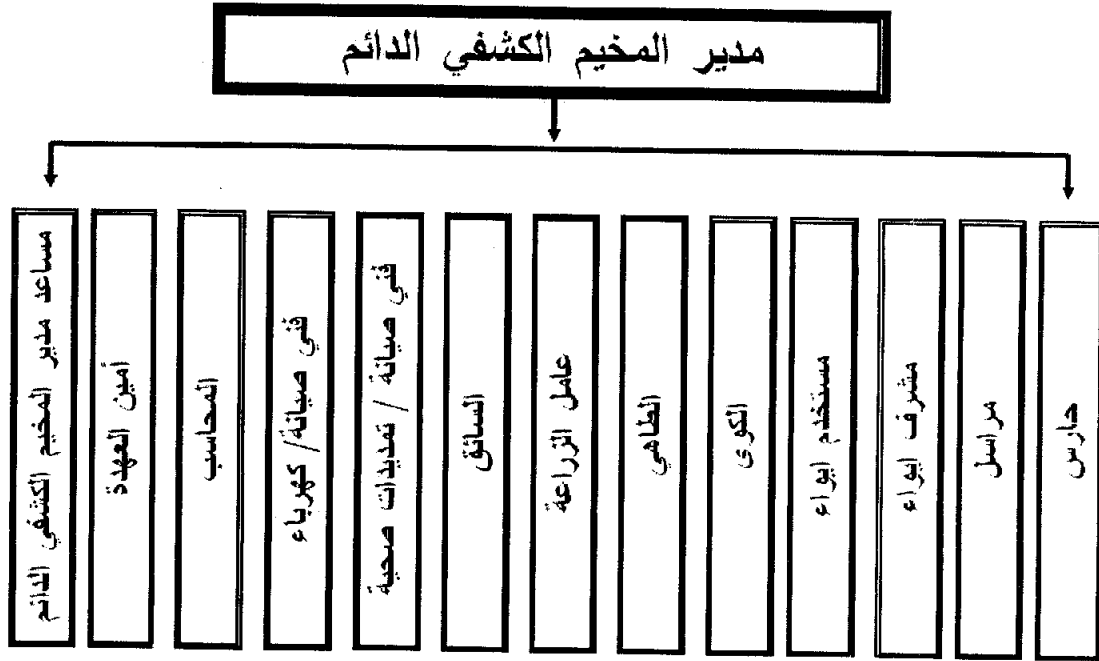 مدير المخيم الكشفي الدائم
حارس
مراسل
مشرف ايواء
مستخدم ايواء
الكوى
الطاهي
عامل الزراعة
السائق
فني صيانة / تمديدات صحية
فني صيانة/ كهرباء
المحاسب
أمين العهدة
مساعد مدير المخيم الكشفي الدائم